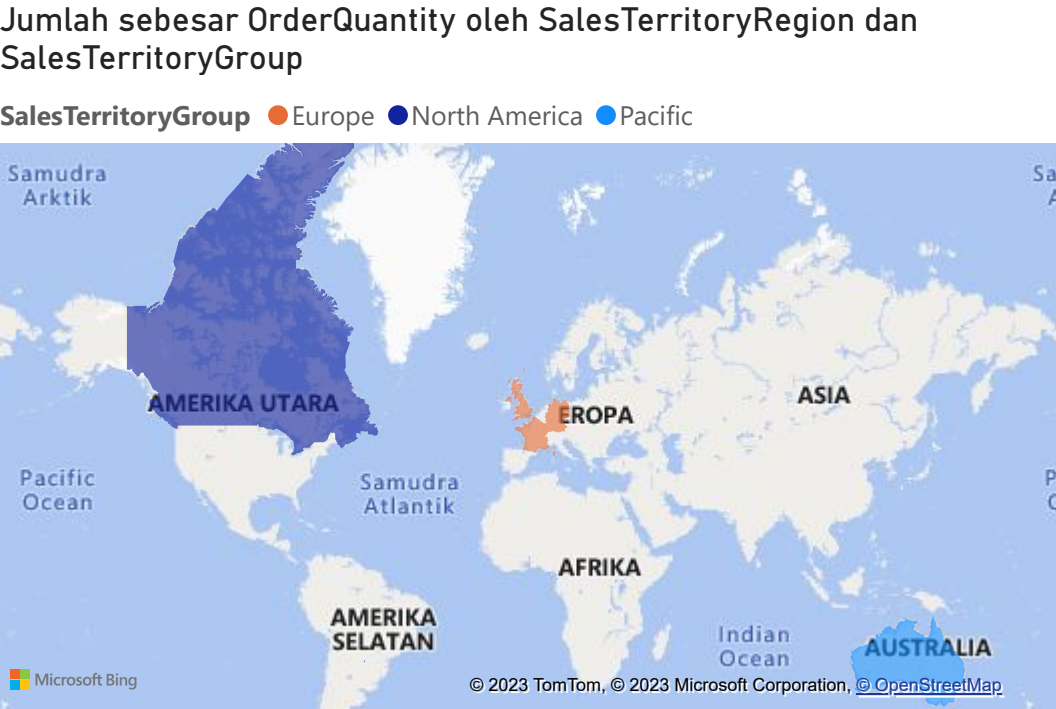 Jumlah sebesar OrderQuantity oleh SalesTerritoryRegion dan
SalesTerritoryGroup
SalesTerritoryGroup Europe North America Pacific
Samudra
Arktik
Sa
AMERIKA UTARA
EROPA
ASIA
Pacific
Ocean
Samudra
Atlantik
P
AFRIKA
AMERIKA
SELATAN
Indian
Ocean
AUSTRALIA
Microsoft Bing
© 2023 TomTom, © 2023 Microsoft Corporation, © OpenStreetMap